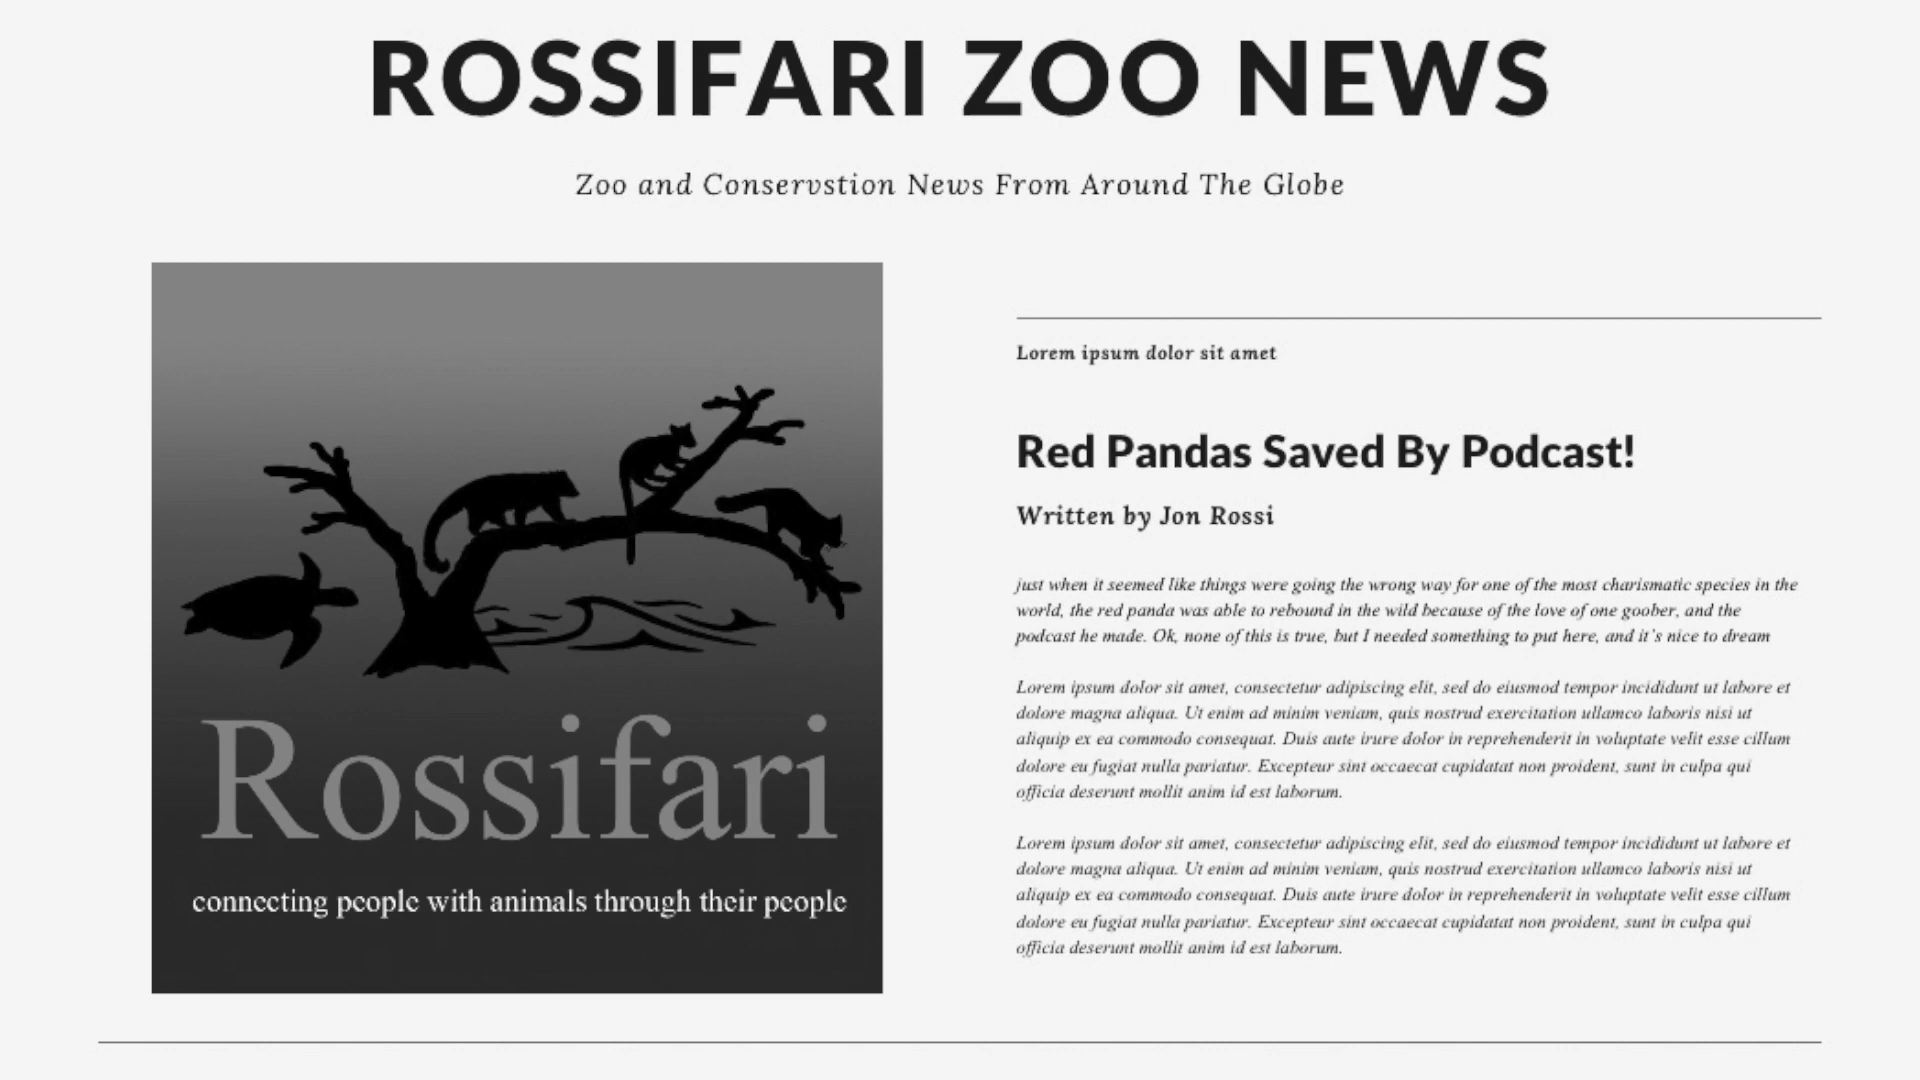 ROSSIFARI ZOO NEWS
Zoo and Conservstion News From Around The Globe
Rossifari
connecting people with animals through their people
Lorem ipsum dolor sit amet
Red Pandas Saved By Podcast!
Written by Jon Rossi
just when it seemed like things were going the wrong way for one of the most charismatic species in the
world, the red panda was able to rebound in the wild because of the love of one goober, and the
podcast he made. Ok, none of this is true, but I needed something to put here, and it's nice to dream
Lorem ipsum dolor sit amet, consectetur adipiscing elit, sed do eiusmod tempor incididunt ut labore et
dolore magna aliqua. Ut enim ad minim veniam, quis nostrud exercitation ullamco laboris nisi ut
aliquip ex ea commodo consequat. Duis aute irure dolor in reprehenderit in voluptate velit esse cillum
dolore eu fugiat nulla pariatur. Excepteur sint occaecat cupidatat non proident, sunt in culpa qui
officia deserunt mollit anim id est laborum.
Lorem ipsum dolor sit amet, consectetur adipiscing elit, sed do eiusmod tempor incididunt ut labore et
dolore magna aliqua. Ut enim ad minim veniam, quis nostrud exercitation ullamco laboris nisi ut
aliquip ex ea commodo consequat. Duis aute irure dolor in reprehenderit in voluptate velit esse cillum
dolore eu fugiat nulla pariatur. Excepteur sint occaecat cupidatat non proident, sunt in culpa qui
officia deserunt mollit anim id est laborum.